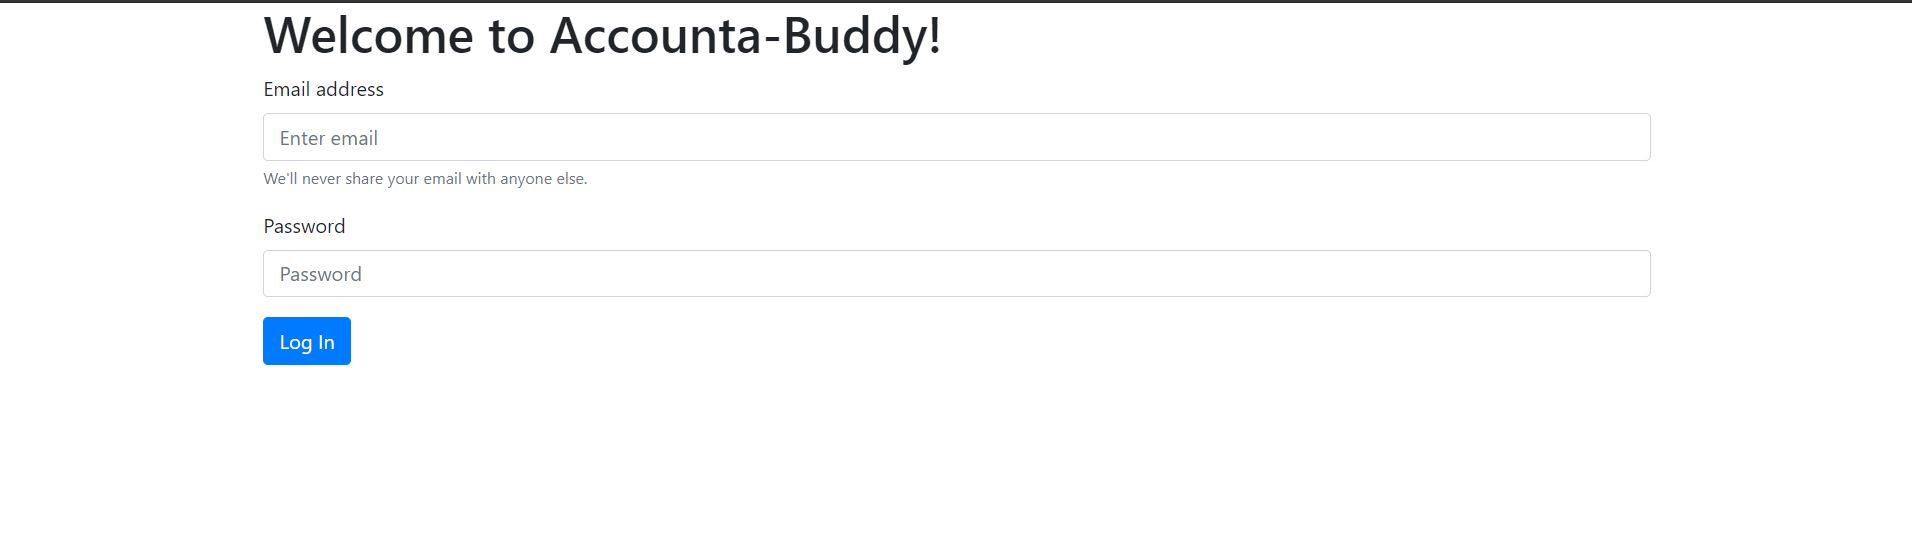 Welcome to Accounta-Buddy!
Email address
Enter email
We'll never share your email with anyone else.
Password
Password
Log In